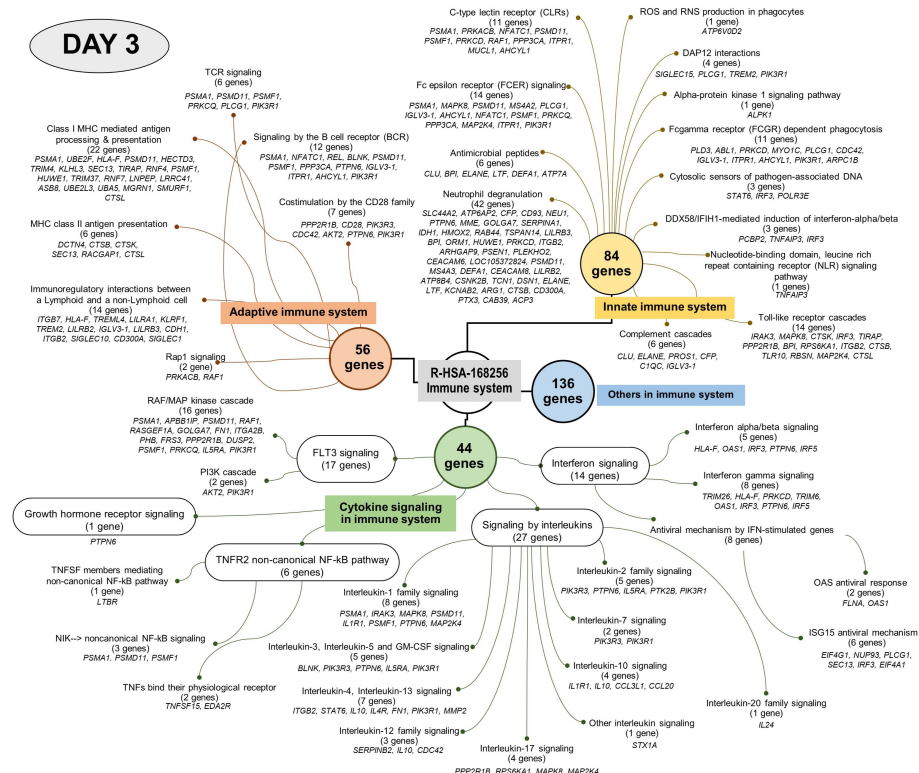 DAY 3
C-type lectin receptor (CLRs)
(11 genes)
PSMA1, PRKACB, NFATC1, PSMD11,
PSMF1, PRKCD, RAF1, PPP3CA, ITPR1,
MUCL1, AHCYL1
ROS and RNS production in phagocytes
(1 gene)
ATP6V0D2
DAP12 interactions
(4 genes)
SIGLEC15, PLCG1, TREM2, PIK3R1
TCR signaling
(6 genes)
PSMA1, PSMD11, PSMF1,
PRKCQ, PLCG1, PIK3R1
Fc epsilon receptor (FCER) signaling
(14 genes)
PSMA1, MAPK8, PSMD11, MS4A2, PLCG1,
IGLV3-1, AHCYL1, NFATC1, PSMF1, PRKCQ,
PPP3CA, MAP2K4, ITPR1, PIK3R1
Alpha-protein kinase 1 signaling pathway
(1 gene)
ALPK1
Fcgamma receptor (FCGR) dependent phagocytosis
(11 genes)
PLD3, ABL1, PRKCD, MYO1C, PLCG1, CDC42,
IGLV3-1, ITPR1, AHCYL1, PIK3R1, ARPC1B
Class I MHC mediated antigen
processing & presentation
(22 genes)
PSMA1, UBE2F, HLA-F, PSMD11, HECTD3,
TRIM4, KLHL3, SEC13, TIRAP, RNF4, PSMF1,
HUWE1, TRIM37, RNF7, LNPEP, LRRC41,
ASB8, UBE2L3, UBA5, MGRN1, SMURF1,
CTSL
Signaling by the B cell receptor (BCR)
(12 genes)
PSMA1, NFATC1, REL, BLNK, PSMD11,
PSMF1, PPP3CA, PTPN6, IGLV3-1,
ITPR1, AHCYL1, PIK3R1
Antimicrobial peptides
(6 genes)
CLU, BPI, ELANE, LTF, DEFA1, ATP7A
Cytosolic sensors of pathogen-associated DNA
(3 genes)
STAT6, IRF3, POLR3E
Costimulation by the CD28 family
(7 genes)
PPP2R1B, CD28, PIK3R3,
CDC42, AKT2, PTPN6, PIK3R1
Neutrophil degranulation
(42 genes)
SLC44A2, ATP6AP2, CFP, CD93, NEU1,
PTPN6, MME, GOLGA7, SERPINA1,
IDH1, HMOX2, RAB44, TSPAN14, LILRB3,
BPI, ORM1, HUWE1, PRKCD, ITGB2,
ARHGAP9, PSEN1, PLEKHO2,
CEACAM6, LOC105372824, PSMD11,
MS4A3, DEFA1, CEACAM8, LILRB2,
ATP8B4, CSNK2B, TCN1, DSN1, ELANE,
LTF, KCNAB2, ARG1, CTSB, CD300A,
PTX3, CAB39, ACP3
DDX58/IFIH1-mediated induction of interferon-alpha/beta
(3 genes)
PCBP2, TNFAIP3, IRF3
MHC class II antigen presentation
(6 genes)
DCTN4, CTSB, CTSK,
SEC13, RACGAP1, CTSL
84
genes
Nucleotide-binding domain, leucine rich
repeat containing receptor (NLR) signaling
pathway
(1 gene)
TNFAIP3
Immunoregulatory interactions between
a Lymphoid and a non-Lymphoid cell
(14 genes)
ITGB7, HLA-F, TREML4, LILRA1, KLRF1,
TREM2, LILRB2, IGLV3-1, LILRB3, CDH1,
ITGB2, SIGLEC10, CD300A, SIGLEC1
Adaptive immune system
Innate immune system
Complement cascades
(6 genes)
CLU, ELANE, PROS1, CFP,
C1QC, IGLV3-1
Toll-like receptor cascades
(14 genes)
IRAK3, MAPK8, CTSK, IRF3, TIRAP,
PPP2R1B, BPI, RPS6KA1, ITGB2, CTSB,
TLR10, RBSN, MAP2K4, CTSL
Rap1 signaling
(2 gene)
PRKACB, RAF1
56
genes
R-HSA-168256
Immune system
136
genes
Others in immune system
RAF/MAP kinase cascade
(16 genes)
PSMA1, APBB1IP, PSMD11, RAF1,
RASGEF1A, GOLGA7, FN1, ITGA2B,
PHB, FRS3, PPP2R1B, DUSP2,
PSMF1, PRKCQ, IL5RA, PIK3R1
44
genes
FLT3 signaling
(17 genes)
Interferon signaling
(14 genes)
Interferon alpha/beta signaling
(5 genes)
HLA-F, OAS1, IRF3, PTPN6, IRF5
PI3K cascade
(2 genes)
AKT2, PIK3R1
Interferon gamma signaling
(8 genes)
TRIM26, HLA-F, PRKCD, TRIM6,
OAS1, IRF3, PTPN6, IRF5
Growth hormone receptor signaling
(1 gene)
PTPN6
Cytokine signaling
in immune system
Signaling by interleukins
(27 genes)
Antiviral mechanism by IFN-stimulated genes
(8 genes)
TNFR2 non-canonical NF-kB pathway
(6 genes)
TNFSF members mediating
non-canonical NF-kB pathway
(1 gene)
LTBR
Interleukin-1 family signaling
(8 genes)
PSMA1, IRAK3, MAPK8, PSMD11,
IL1R1, PSMF1, PTPN6, MAP2K4
Interleukin-2 family signaling
(5 genes)
PIK3R3, PTPN6, IL5RA, PTK2B, PIK3R1
OAS antiviral response
(2 genes)
FLNA, OAS1
NIK--> noncanonical NF-kB signaling
(3 genes)
PSMA1, PSMD11, PSMF1
Interleukin-3, Interleukin-5 and GM-CSF signaling
(5 genes)
BLNK, PIK3R3, PTPN6, IL5RA, PIK3R1
Interleukin-7 signaling
(2 genes)
PIK3R3, PIK3R1
ISG15 antiviral mechanism
(6 genes)
EIF4G1, NUP93, PLCG1,
SEC13, IRF3, EIF4A1
TNFs bind their physiological receptor
(2 genes)
TNFSF15, EDA2R
Interleukin-4, Interleukin-13 signaling
(7 genes)
ITGB2, STAT6, IL10, IL4R, FN1, PIK3R1, MMP2
Interleukin-10 signaling
(4 genes)
IL1R1, IL10, CCL3L1, CCL20
Interleukin-20 family signaling
(1 gene)
IL24
Interleukin-12 family signaling
(3 genes)
SERPINB2, IL10, CDC42
Other interleukin signaling
(1 gene)
STX1A
Interleukin-17 signaling
(4 genes)
PPP2R1B, RPS6KA1, MAPK8, MAP2K4